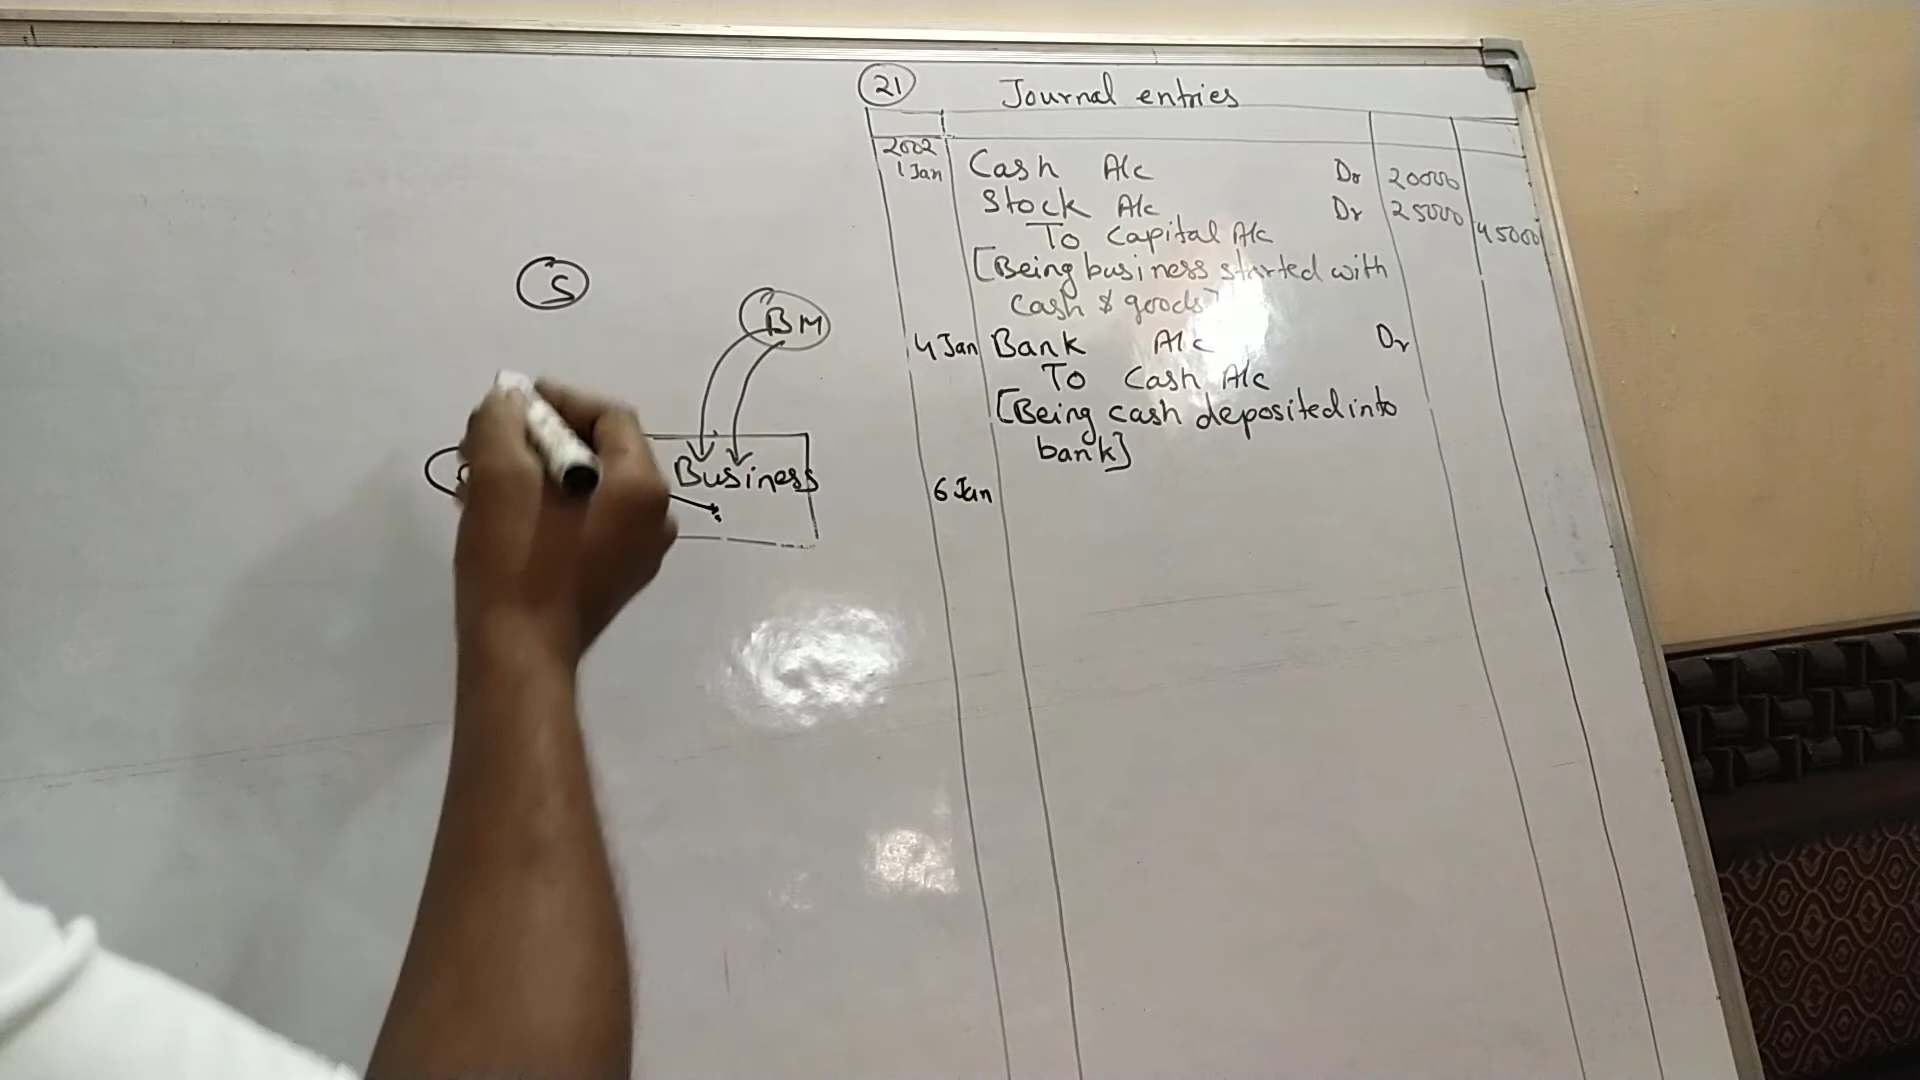 21 Journal entries
2002
1 Jan Cash A/c Dr 20000
Stock A/c Dr 25000
To Capital A/c 45000
[Being business started with
cash & goods]
4 Jan Bank A/c Dr
To Cash A/c
[Being cash deposited into
bank]
6 Jan
S
BM
Business